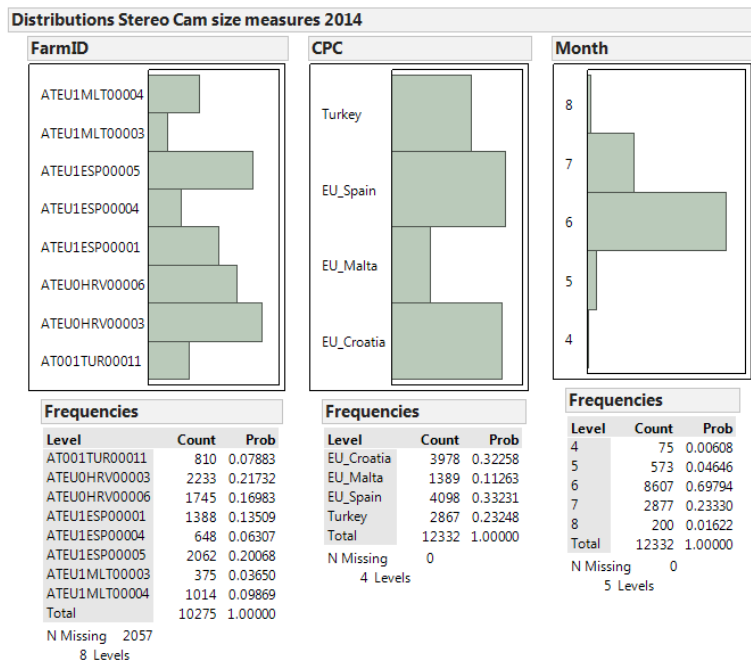 Distributions Stereo Cam size measures 2014
FarmID
ATEU1MLT00004
ATEU1MLT00003
ATEU1ESP00005
ATEU1ESP00004
ATEU1ESP00001
ATEU0HRV00006
ATEU0HRV00003
AT001TUR00011
Frequencies
Level Count Prob
AT001TUR00011 810 0.07883
ATEU0HRV00003 2233 0.21732
ATEU0HRV00006 1745 0.16983
ATEU1ESP00001 1388 0.13509
ATEU1ESP00004 648 0.06307
ATEU1ESP00005 2062 0.20068
ATEU1MLT00003 375 0.03650
ATEU1MLT00004 1014 0.09869
Total 10275 1.00000
N Missing 2057
8 Levels
CPC
Turkey
EU_Spain
EU_Malta
EU_Croatia
Frequencies
Level Count Prob
EU_Croatia 3978 0.32258
EU_Malta 1389 0.11263
EU_Spain 4098 0.33231
Turkey 2867 0.23248
Total 12332 1.00000
N Missing 0
4 Levels
Month
8
7
6
5
4
Frequencies
Level Count Prob
4 75 0.00608
5 573 0.04646
6 8607 0.69794
7 2877 0.23330
8 200 0.01622
Total 12332 1.00000
N Missing 0
5 Levels